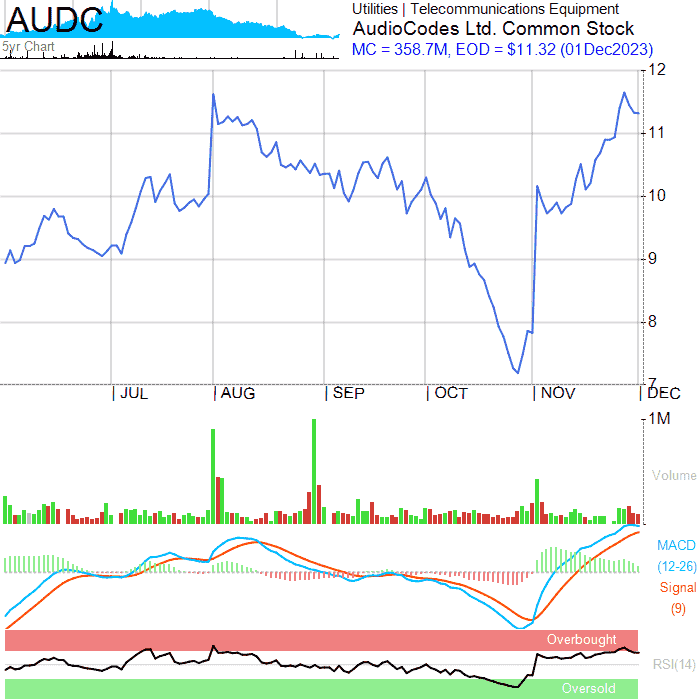 AUDC
5yr Chart
Utilities | Telecommunications Equipment
AudioCodes Ltd. Common Stock
MC = 358.7M, EOD = $11.32 (01Dec2023)
12
11
10
9
8
7
JUL
AUG
SEP
OCT
NOV
DEC
1M
Volume
MACD
(12-26)
Signal
(9)
Overbought
RSI(14)
Oversold